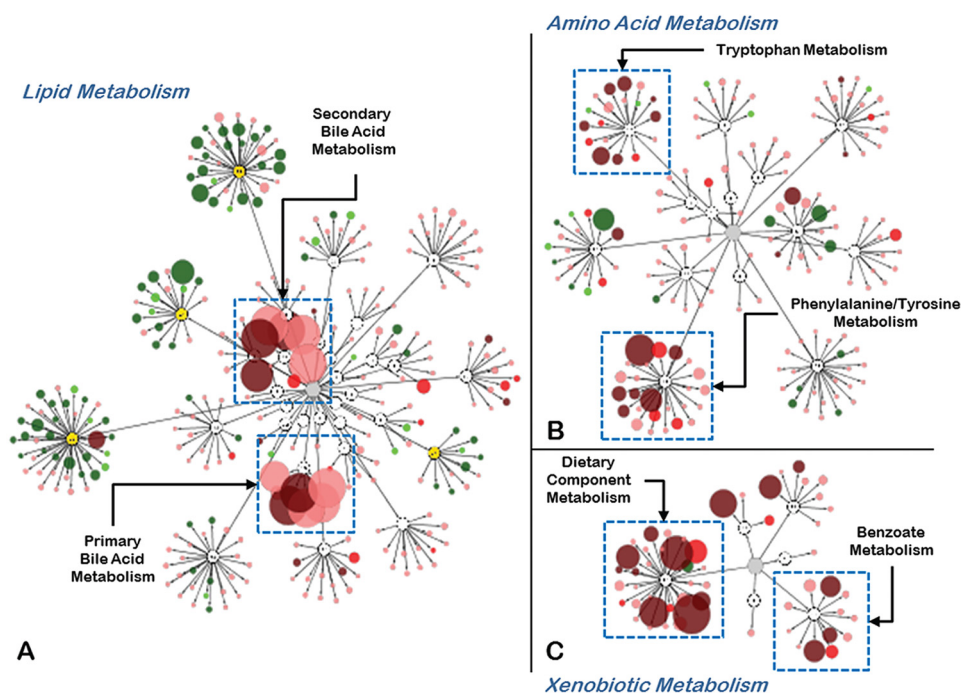 Lipid Metabolism
Secondary
Bile Acid
Metabolism
Primary
Bile Acid
Metabolism
A
Amino Acid Metabolism
Tryptophan Metabolism
Phenylalanine/Tyrosine
Metabolism
B
Dietary
Component
Metabolism
Benzoate
Metabolism
C
Xenobiotic Metabolism